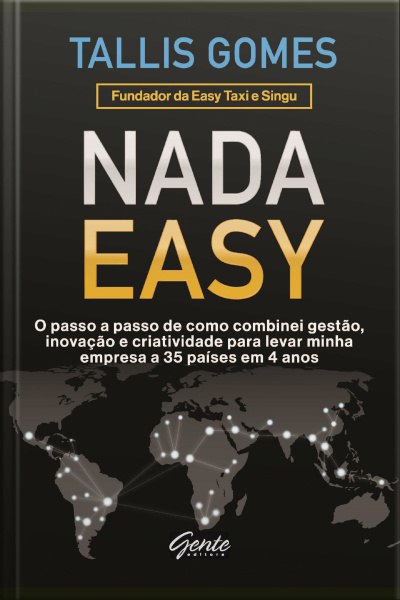 TALLIS GOMES
Fundador da Easy Taxi e Singu
NADA
EASY
O passo a passo de como combinei gestão,
inovação e criatividade para levar minha
empresa a 35 países em 4 anos
Gente
editora